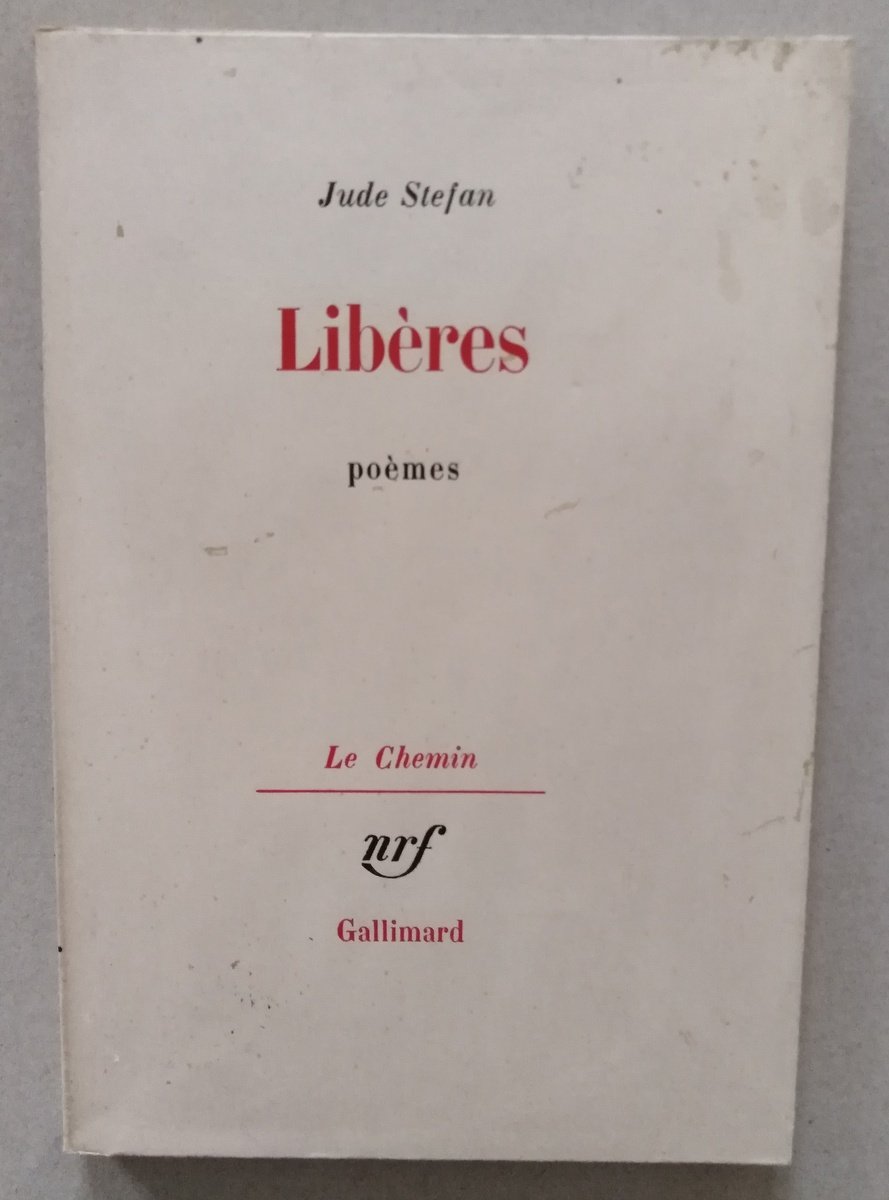 Jude Stefan
Libères
poèmes
Le Chemin
nrf
Gallimard